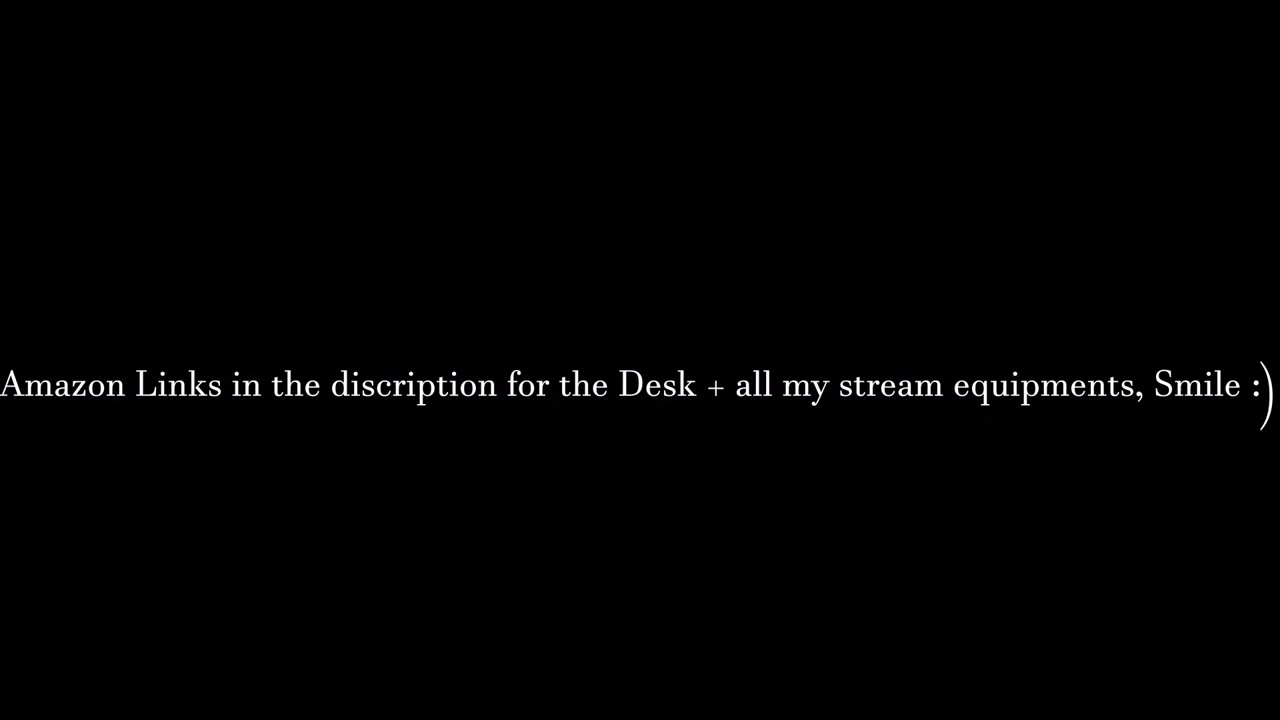 Amazon Links in the discription for the Desk + all my stream equipments, Smile :)